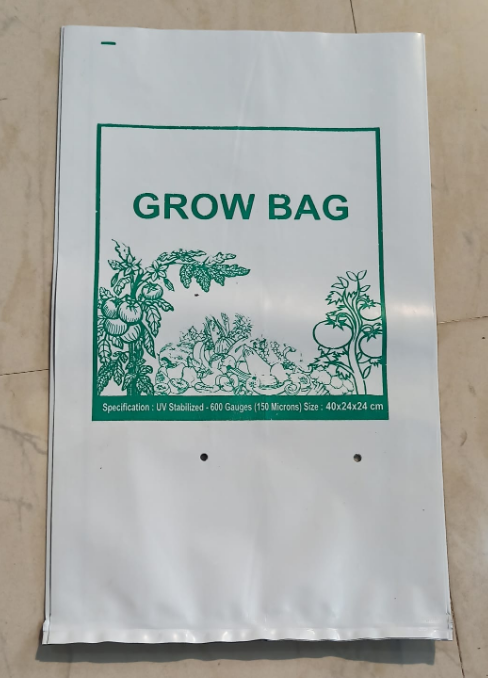 GROW BAG
Specification : UV Stabilized - 600 Gauges (150 Microns) Size : 40x24x24 cm